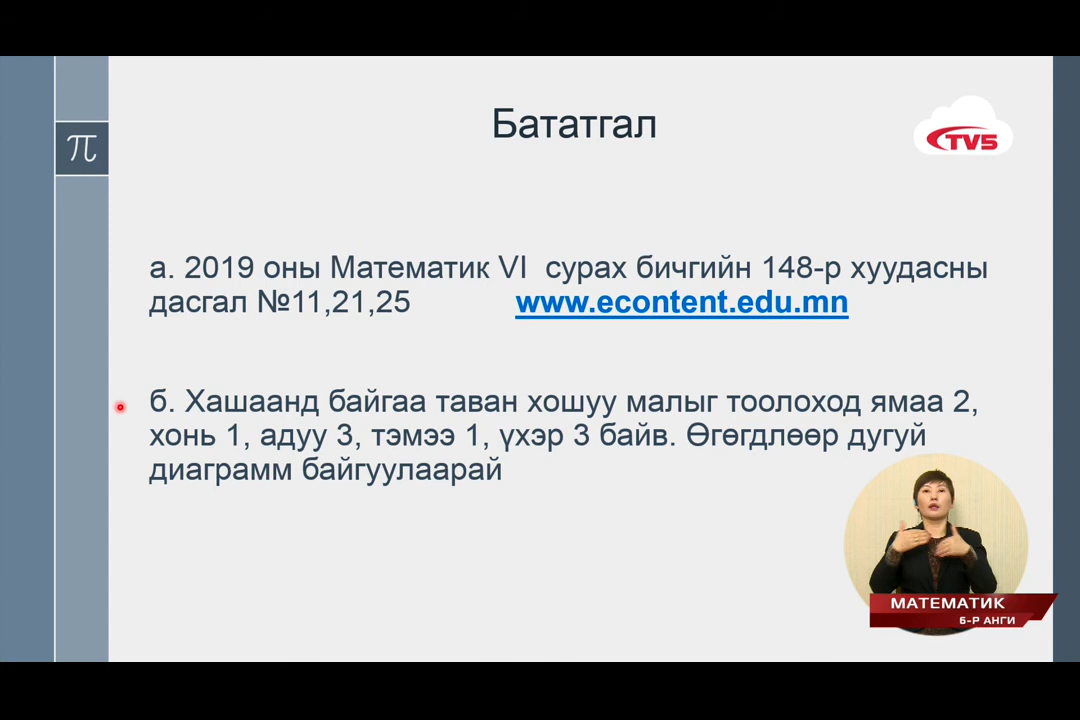 Бататгал
TV5
π
а. 2019 оны Математик VI сурах бичгийн 148-р хуудасны
дасгал №11,21,25 www.econtent.edu.mn
б. Хашаанд байгаа таван хошуу малыг тоолоход ямаа 2,
хонь 1, адуу 3, тэмээ 1, үхэр 3 байв. Өгөгдлөөр дугуй
диаграмм байгуулаарай
МАТЕМАТИК
6-Р АНГИ